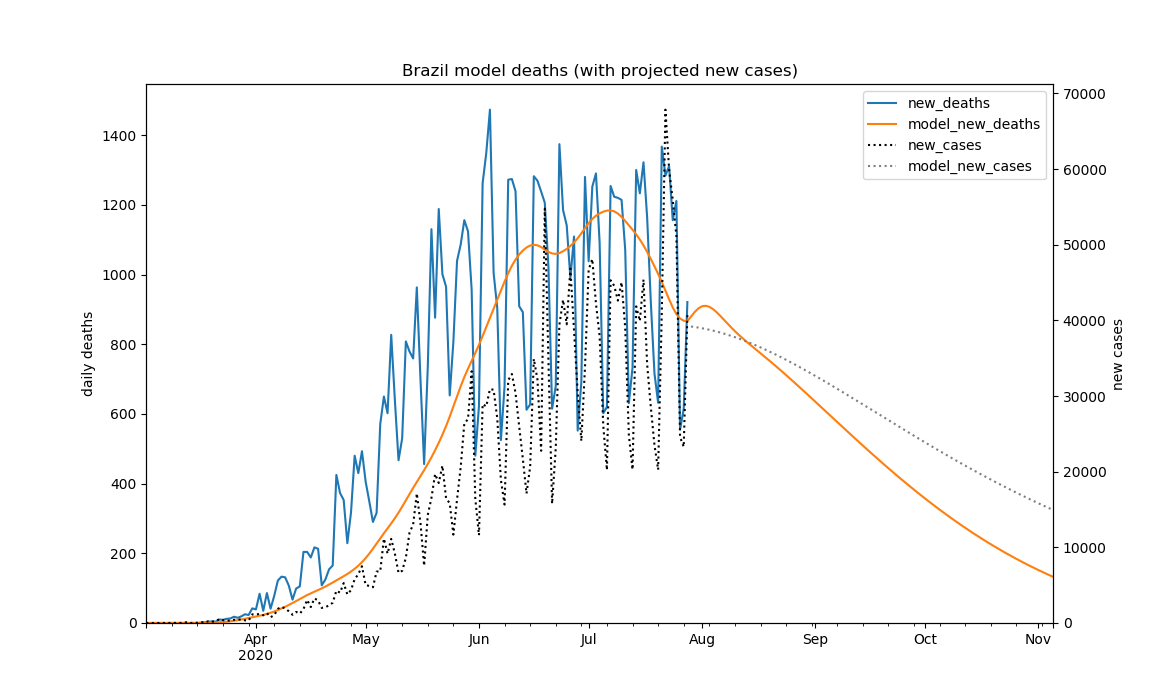 Brazil model deaths (with projected new cases)
new_deaths
model_new_deaths
new_cases
model_new_cases
1400
1200
1000
800
600
400
200
0
daily deaths
70000
60000
50000
40000
30000
20000
10000
0
new cases
Apr May Jun Jul Aug Sep Oct Nov
2020